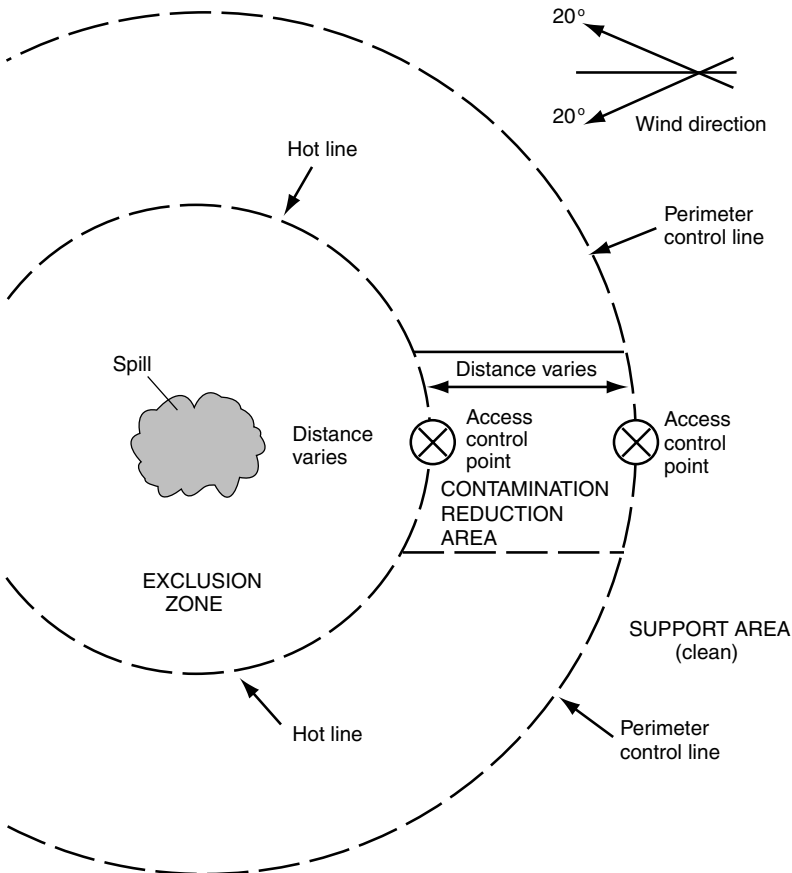 20°
20°
Wind direction
Hot line
Perimeter
control line
Spill
Distance varies
Distance
varies
Access
control
point
Access
control
point
CONTAMINATION
REDUCTION
AREA
EXCLUSION
ZONE
SUPPORT AREA
(clean)
Hot line
Perimeter
control line